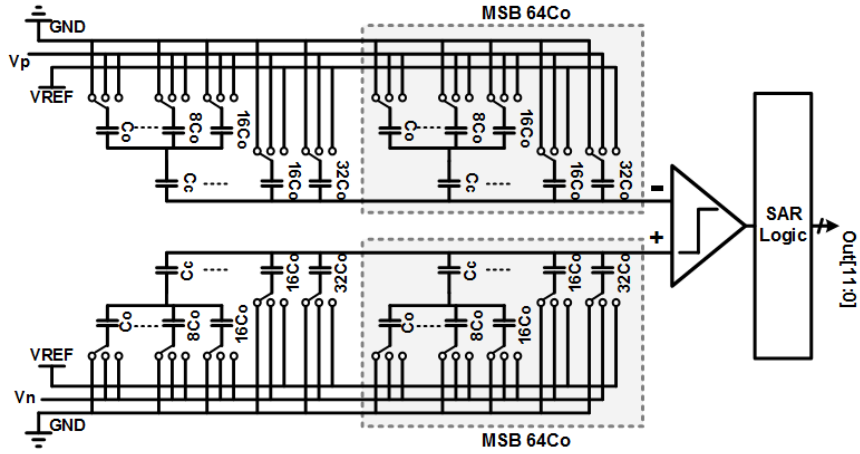 GND
MSB 64Co
Vp
VREF
Co
8Co
16Co
Co
8Co
16Co
Cc
16Co
32Co
Cc
16Co
32Co
-
SAR
Logic
Out[11:0]
+
Cc
16Co
32Co
Cc
16Co
32Co
Co
8Co
16Co
Co
8Co
16Co
VREF
Vn
GND
MSB 64Co